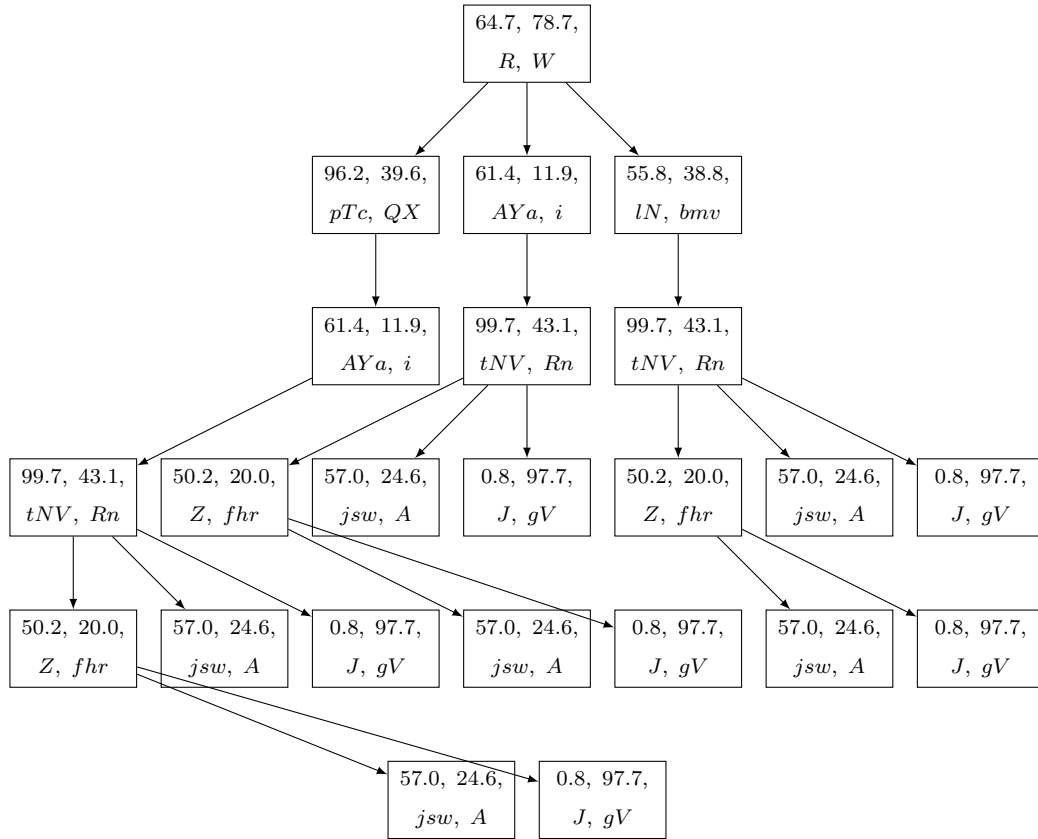 64.7, 78.7,
R, W
96.2, 39.6,
pTc, QX
61.4, 11.9,
AYa, i
55.8, 38.8,
lN, bmv
61.4, 11.9,
AYa, i
99.7, 43.1,
tNV, Rn
99.7, 43.1,
tNV, Rn
99.7, 43.1,
tNV, Rn
50.2, 20.0,
Z, fhr
57.0, 24.6,
jsw, A
0.8, 97.7,
J, gV
50.2, 20.0,
Z, fhr
57.0, 24.6,
jsw, A
0.8, 97.7,
J, gV
50.2, 20.0,
Z, fhr
57.0, 24.6,
jsw, A
0.8, 97.7,
J, gV
57.0, 24.6,
jsw, A
0.8, 97.7,
J, gV
57.0, 24.6,
jsw, A
0.8, 97.7,
J, gV
57.0, 24.6,
jsw, A
0.8, 97.7,
J, gV